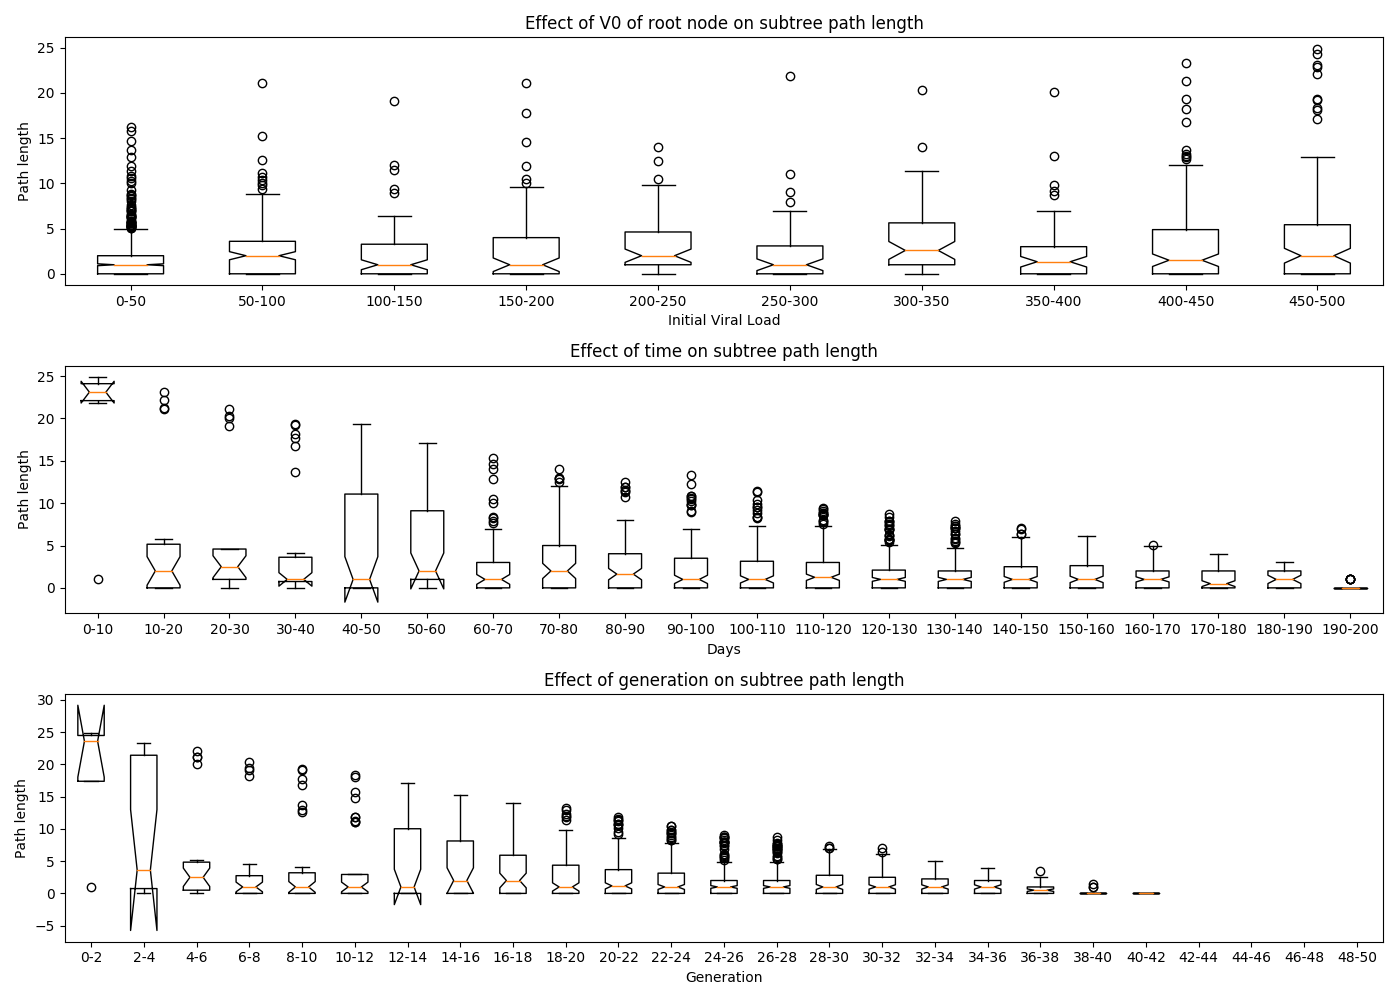 Effect of V0 of root node on subtree path length
25
20
15
10
5
0
Path length
0-50 50-100 100-150 150-200 200-250 250-300 300-350 350-400 400-450 450-500
Initial Viral Load
Effect of time on subtree path length
25
20
15
10
5
0
Path length
0-10 10-20 20-30 30-40 40-50 50-60 60-70 70-80 80-90 90-100 100-110 110-120 120-130 130-140 140-150 150-160 160-170 170-180 180-190 190-200
Days
Effect of generation on subtree path length
30
25
20
15
10
5
0
−5
Path length
0-2 2-4 4-6 6-8 8-10 10-12 12-14 14-16 16-18 18-20 20-22 22-24 24-26 26-28 28-30 30-32 32-34 34-36 36-38 38-40 40-42 42-44 44-46 46-48 48-50
Generation